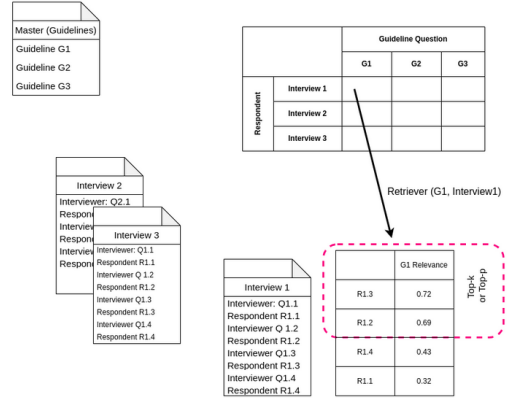 Master (Guidelines)
Guideline G1
Guideline G2
Guideline G3
Guideline Question
G1 G2 G3
Respondent
Interview 1
Interview 2
Interview 3
Retriever (G1, Interview1)
Interview 2
Interviewer: Q2.1
Respon
Interview
Respon
Interview
Respon
Interview 3
Interviewer: Q1.1
Respondent R1.1
Interviewer Q 1.2
Respondent R1.2
Interviewer Q1.3
Respondent R1.3
Interviewer Q1.4
Respondent R1.4
Interview 1
Interviewer: Q1.1
Respondent R1.1
Interviewer Q 1.2
Respondent R1.2
Interviewer Q1.3
Respondent R1.3
Interviewer Q1.4
Respondent R1.4
G1 Relevance
R1.3 0.72
R1.2 0.69
R1.4 0.43
R1.1 0.32
Top-k
or Top-p